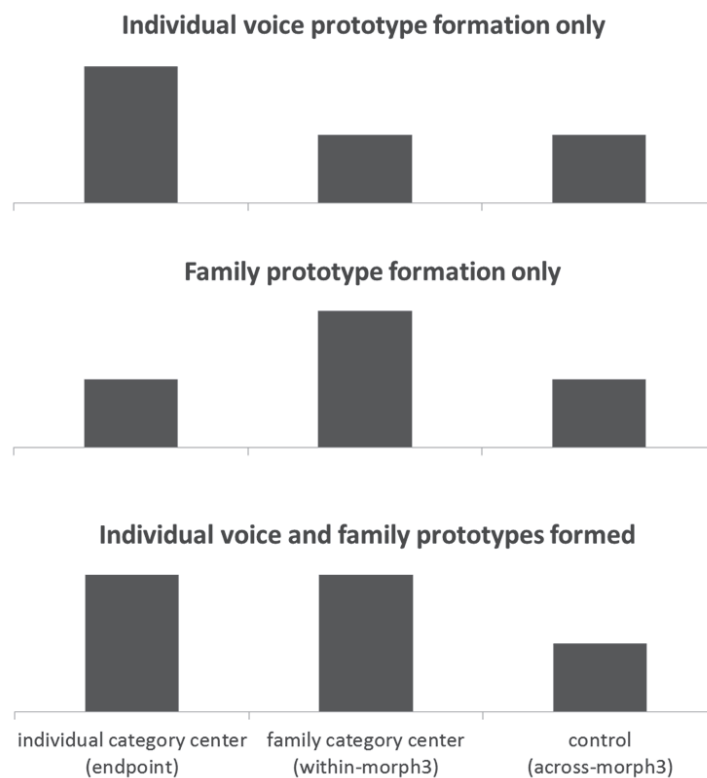 Individual voice prototype formation only
Family prototype formation only
Individual voice and family prototypes formed
individual category center
(endpoint)
family category center
(within-morph3)
control
(across-morph3)